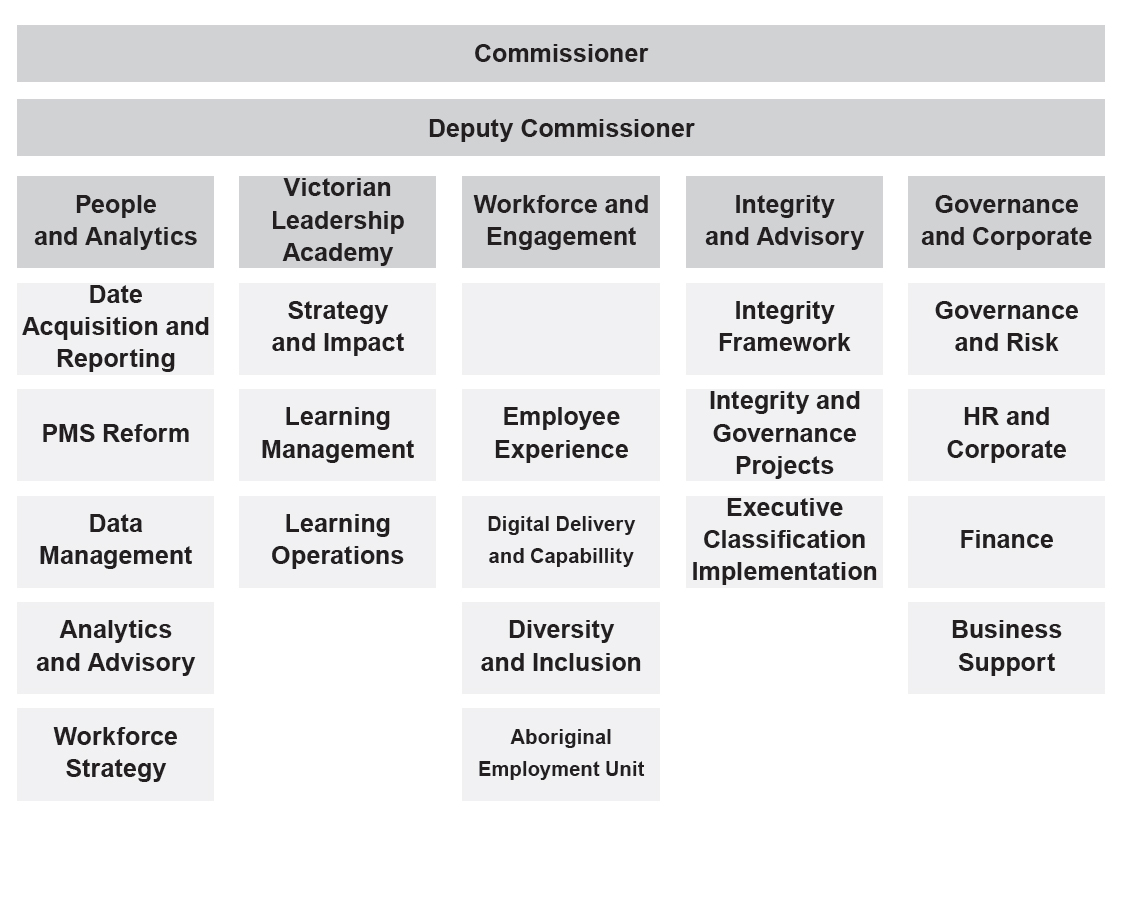 Commissioner
Deputy Commissioner
People
and Analytics
Victorian
Leadership
Academy
Workforce and
Engagement
Integrity
and Advisory
Governance
and Corporate
Date
Acquisition and
Reporting
Strategy
and Impact
Integrity
Framework
Governance
and Risk
PMS Reform
Learning
Management
Employee
Experience
Integrity and
Governance
Projects
HR and
Corporate
Data
Management
Learning
Operations
Digital Delivery
and Capabillity
Executive
Classification
Implementation
Finance
Analytics
and Advisory
Diversity
and Inclusion
Business
Support
Workforce
Strategy
Aboriginal
Employment Unit